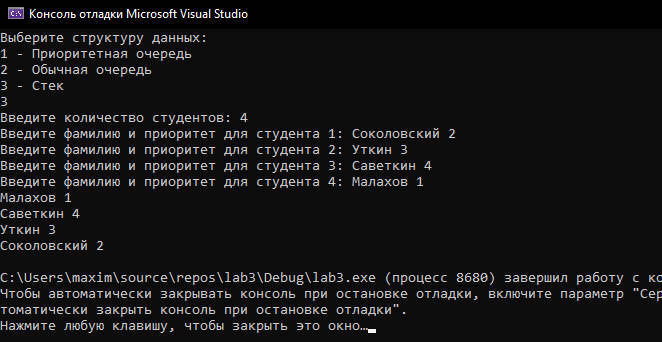 Консоль отладки Microsoft Visual Studio
Выберите структуру данных:
1 - Приоритетная очередь
2 - Обычная очередь
3 - Стек
3
Введите количество студентов: 4
Введите фамилию и приоритет для студента 1: Соколовский 2
Введите фамилию и приоритет для студента 2: Уткин 3
Введите фамилию и приоритет для студента 3: Саветкин 4
Введите фамилию и приоритет для студента 4: Малахов 1
Малахов 1
Саветкин 4
Уткин 3
Соколовский 2
C:\Users\maxim\source\repos\lab3\Debug\lab3.exe (процесс 8680) завершил работу с ко
Чтобы автоматически закрывать консоль при остановке отладки, включите параметр "Сер
томатически закрыть консоль при остановке отладки".
Нажмите любую клавишу, чтобы закрыть это окно…